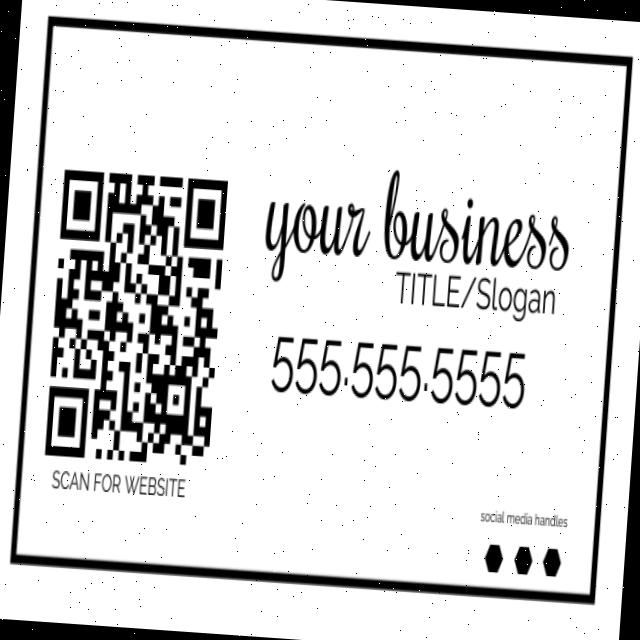 your business
TITLE/Slogan
555.555.5555
SCAN FOR WEBSITE
social media handles